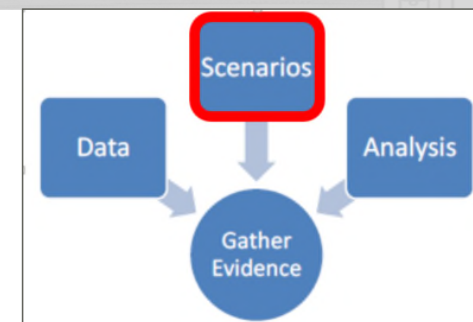 Scenarios
Data
Analysis
Gather
Evidence